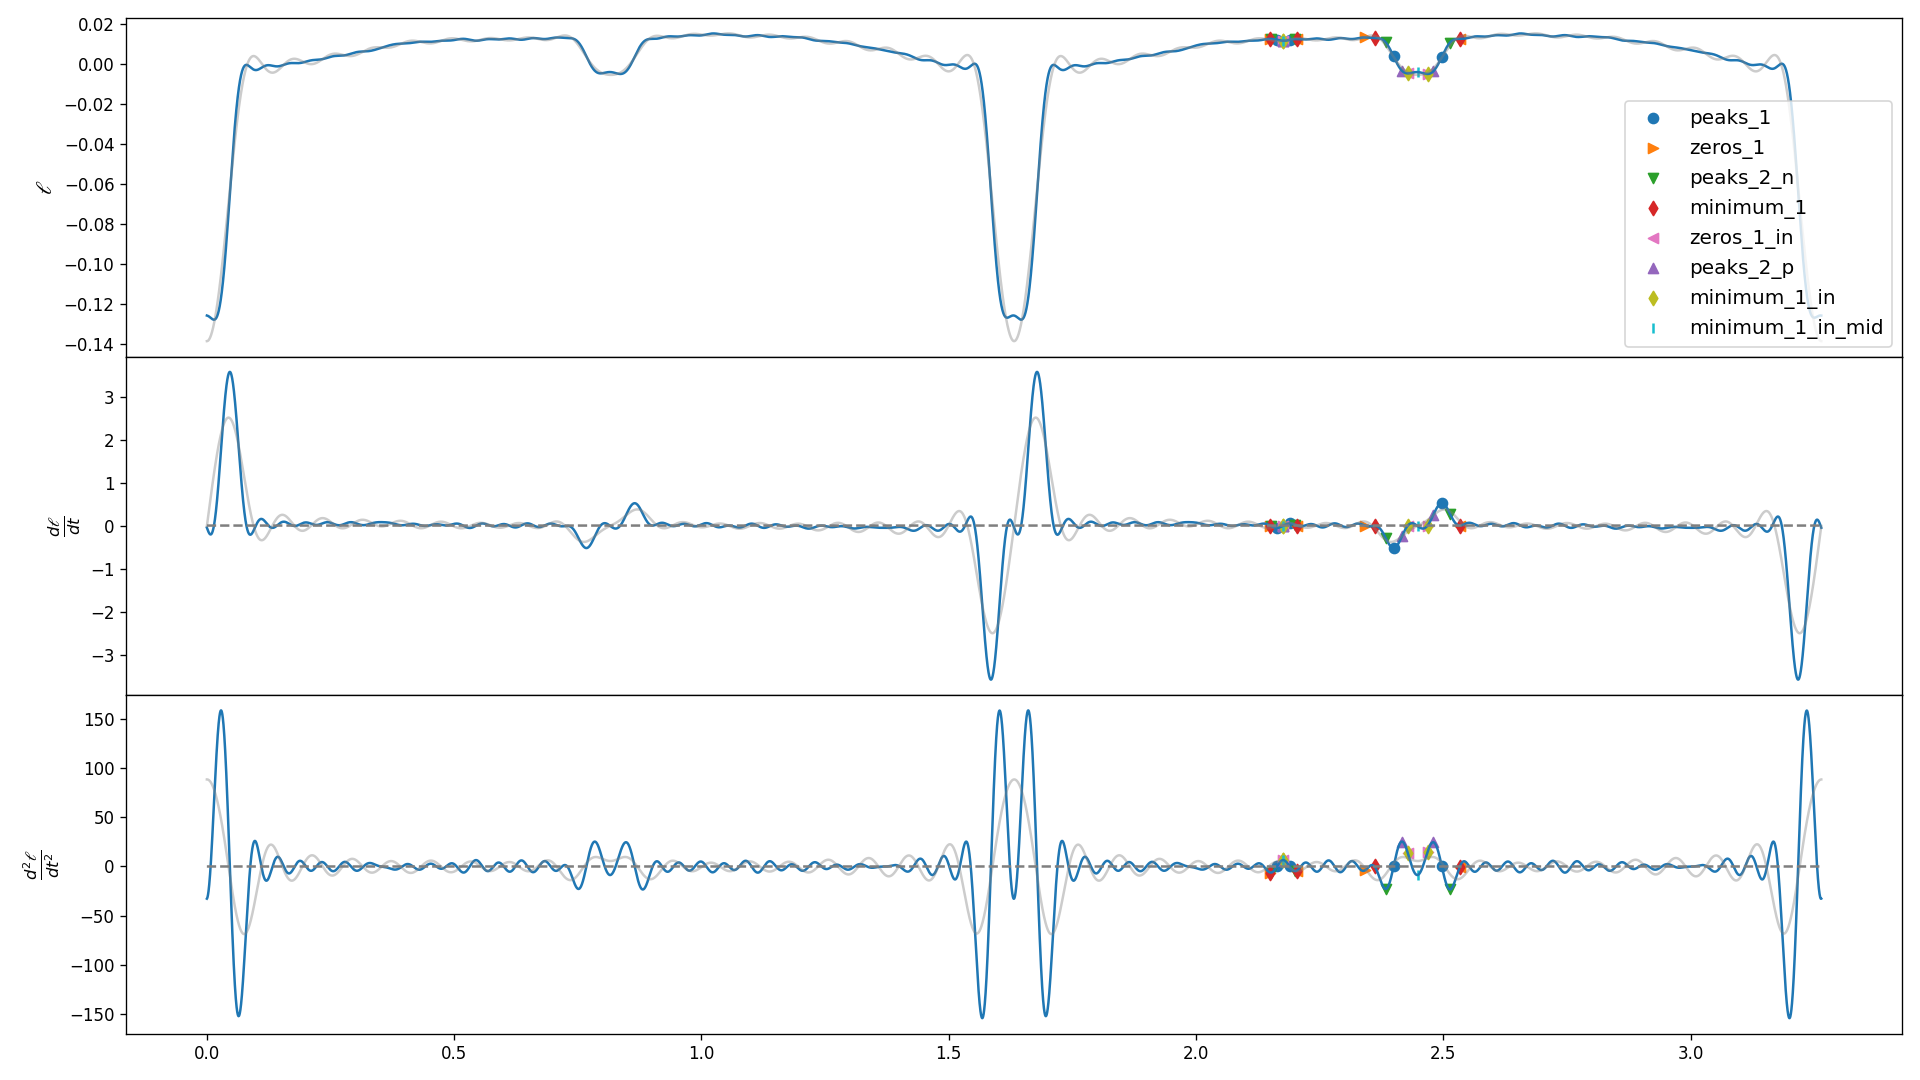 0.02
0.00
−0.02
−0.04
−0.06
−0.08
−0.10
−0.12
−0.14
ℓ
peaks_1
zeros_1
peaks_2_n
minimum_1
zeros_1_in
peaks_2_p
minimum_1_in
minimum_1_in_mid
3
2
1
0
−1
−2
−3
dℓ
dt
150
100
50
0
−50
−100
−150
d²ℓ
dt²
0.0 0.5 1.0 1.5 2.0 2.5 3.0